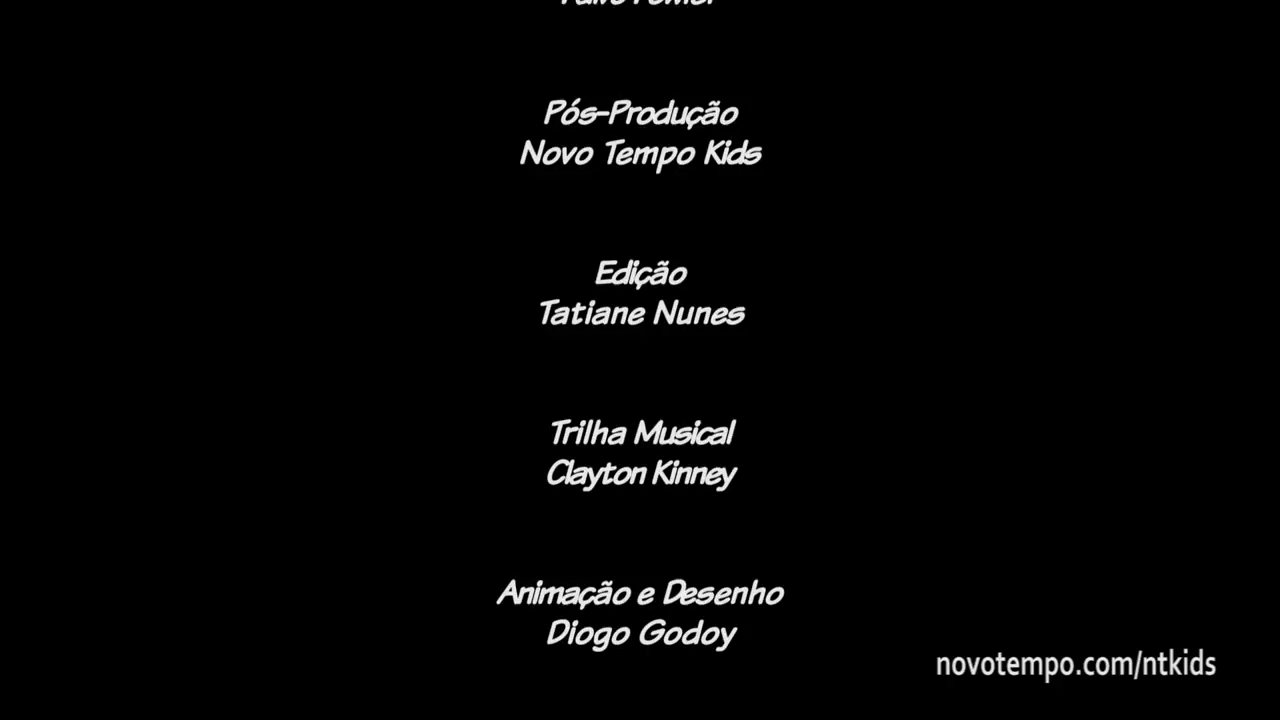 Pós-Produção
Novo Tempo Kids
Edição
Tatiane Nunes
Trilha Musical
Clayton Kinney
Animação e Desenho
Diogo Godoy
novotempo.com/ntkids